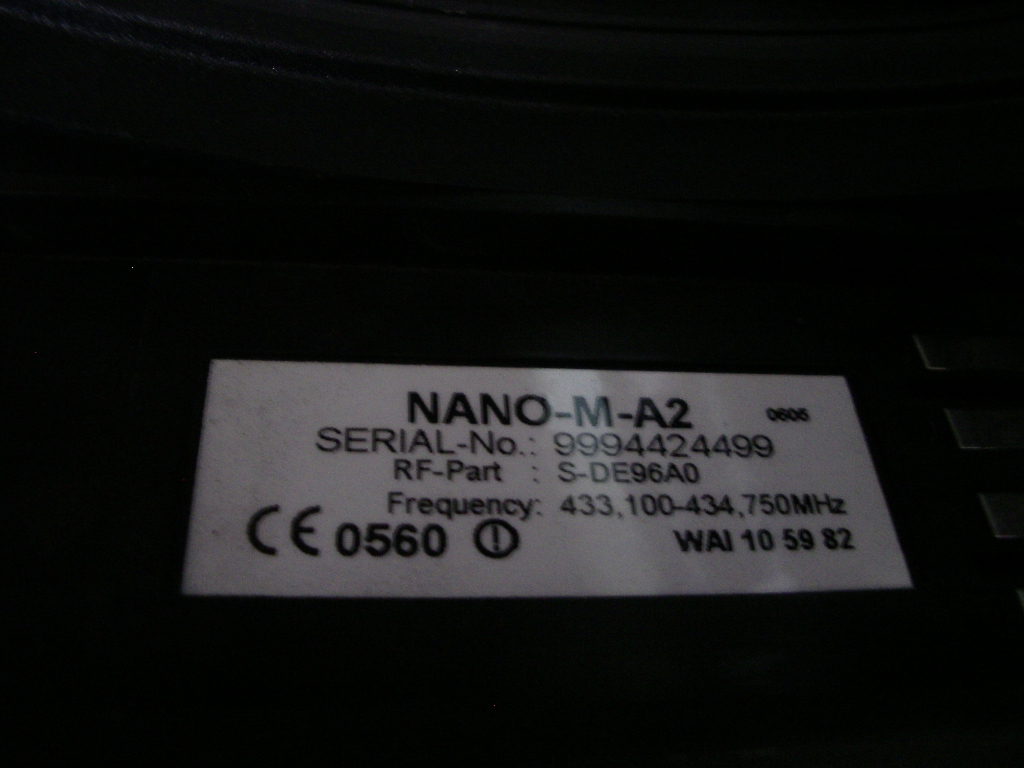 NANO-M-A2 0605
SERIAL-No.: 9994424499
RF-Part : S-DE96A0
Frequency: 433,100-434,750MHz
CE 0560 WAI 10 59 82